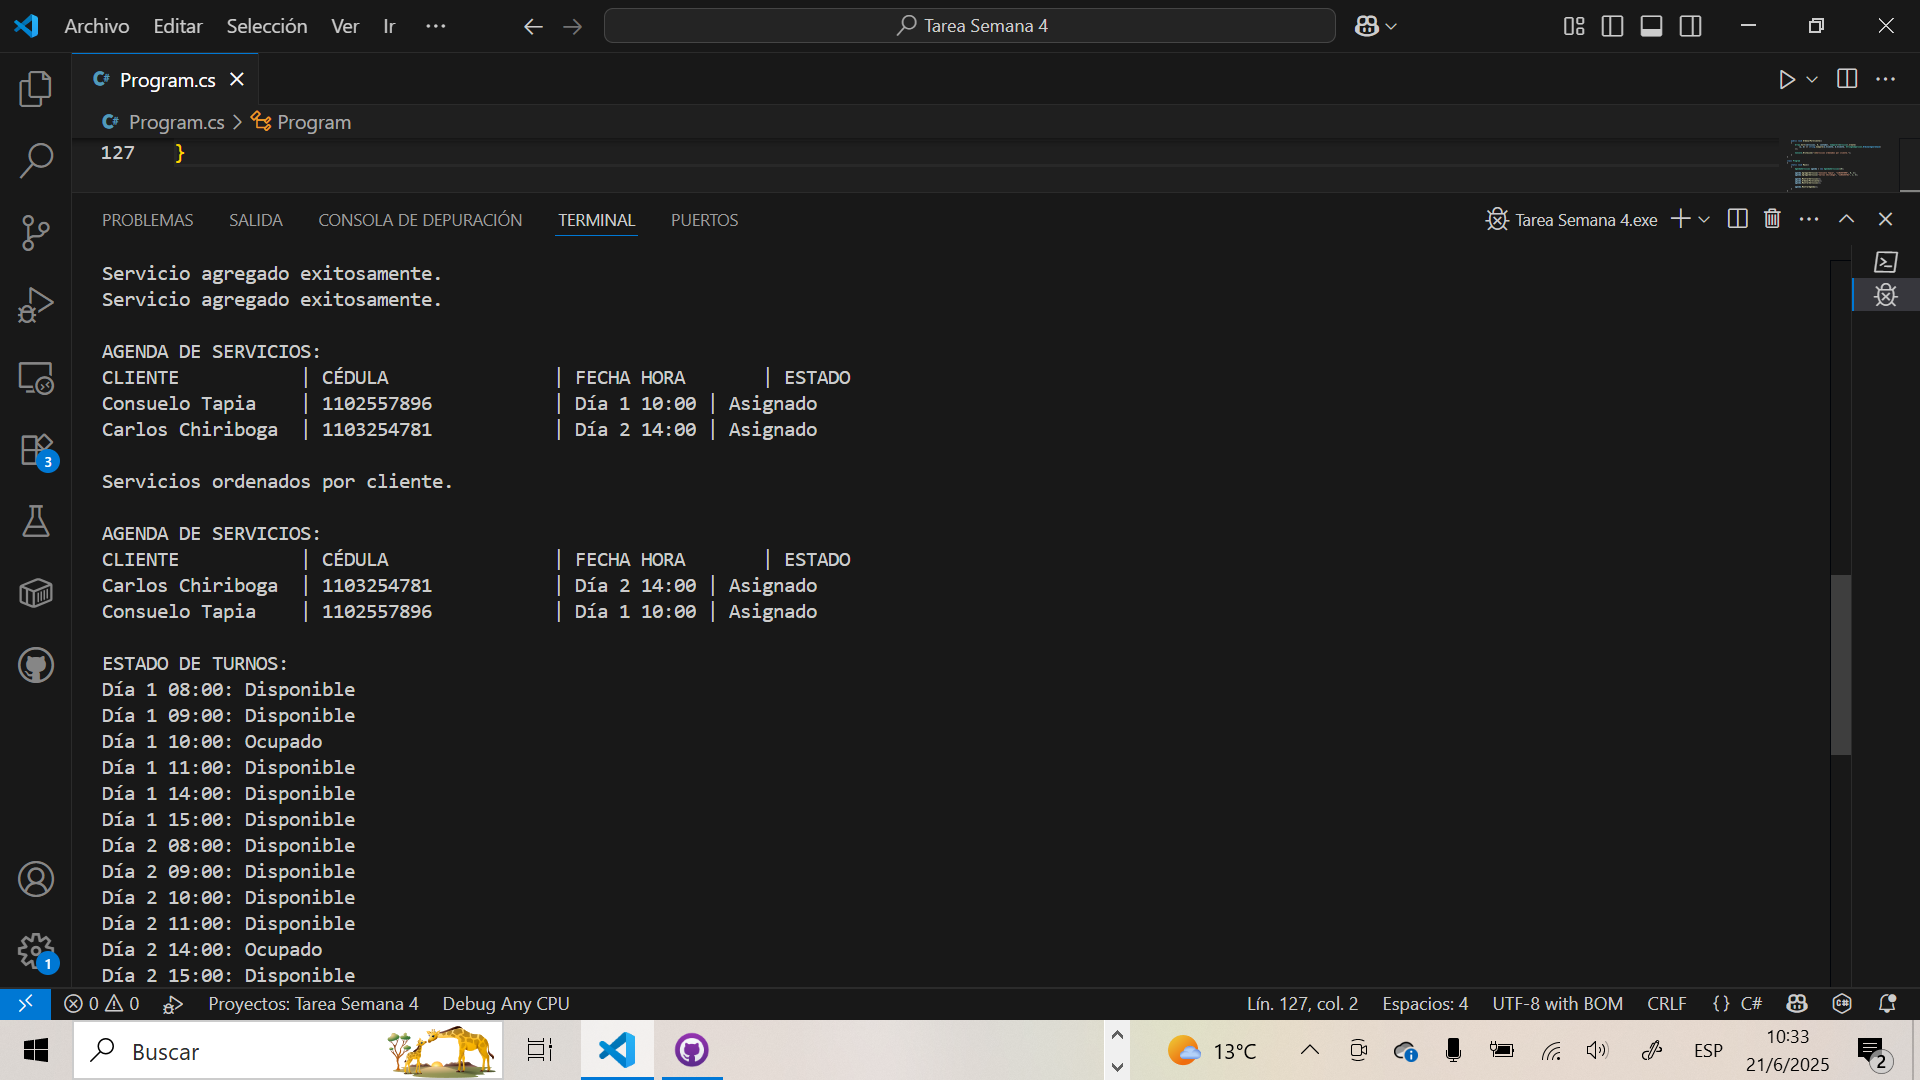 Archivo Editar Selección Ver Ir ··· Tarea Semana 4
C# Program.cs
C# Program.cs > Program
127 }
PROBLEMAS SALIDA CONSOLA DE DEPURACIÓN TERMINAL PUERTOS Tarea Semana 4.exe
Servicio agregado exitosamente.
Servicio agregado exitosamente.
AGENDA DE SERVICIOS:
CLIENTE | CÉDULA | FECHA HORA | ESTADO
Consuelo Tapia | 1102557896 | Día 1 10:00 | Asignado
Carlos Chiriboga | 1103254781 | Día 2 14:00 | Asignado
Servicios ordenados por cliente.
AGENDA DE SERVICIOS:
CLIENTE | CÉDULA | FECHA HORA | ESTADO
Carlos Chiriboga | 1103254781 | Día 2 14:00 | Asignado
Consuelo Tapia | 1102557896 | Día 1 10:00 | Asignado
ESTADO DE TURNOS:
Día 1 08:00: Disponible
Día 1 09:00: Disponible
Día 1 10:00: Ocupado
Día 1 11:00: Disponible
Día 1 14:00: Disponible
Día 1 15:00: Disponible
Día 2 08:00: Disponible
Día 2 09:00: Disponible
Día 2 10:00: Disponible
Día 2 11:00: Disponible
Día 2 14:00: Ocupado
Día 2 15:00: Disponible
3
1
0 0 Proyectos: Tarea Semana 4 Debug Any CPU Lín. 127, col. 2 Espacios: 4 UTF-8 with BOM CRLF {} C#
Buscar 13°C ESP 10:33
21/6/2025 2